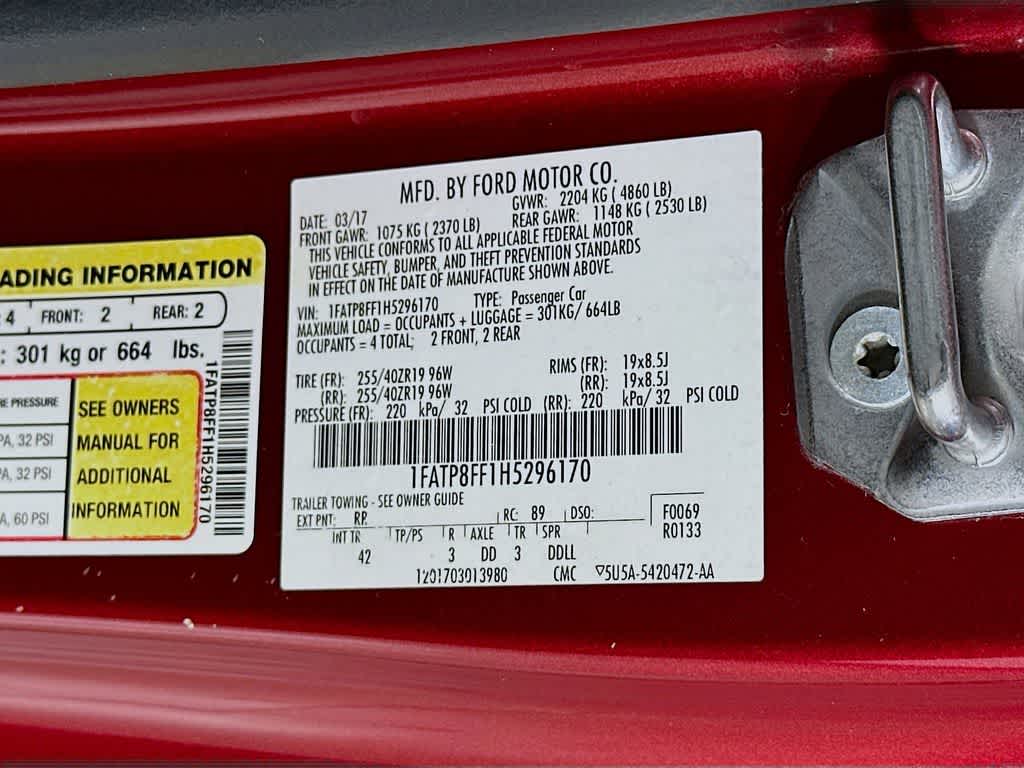 ADING INFORMATION
: 4 FRONT: 2 REAR: 2
: 301 kg or 664 lbs.
RE PRESSURE
PA, 32 PSI
PA, 32 PSI
A, 60 PSI
SEE OWNERS
MANUAL FOR
ADDITIONAL
INFORMATION
1FATP8FF1H5296170
MFD. BY FORD MOTOR CO.
DATE: 03/17 GVWR: 2204 KG ( 4860 LB)
FRONT GAWR: 1075 KG ( 2370 LB) REAR GAWR: 1148 KG ( 2530 LB)
THIS VEHICLE CONFORMS TO ALL APPLICABLE FEDERAL MOTOR
VEHICLE SAFETY, BUMPER, AND THEFT PREVENTION STANDARDS
IN EFFECT ON THE DATE OF MANUFACTURE SHOWN ABOVE.
VIN: 1FATP8FF1H5296170 TYPE: Passenger Car
MAXIMUM LOAD = OCCUPANTS + LUGGAGE = 301KG/ 664LB
OCCUPANTS = 4 TOTAL; 2 FRONT, 2 REAR
TIRE (FR): 255/40ZR19 96W RIMS (FR): 19x8.5J
(RR): 255/40ZR19 96W (RR): 19x8.5J
PRESSURE (FR): 220 kPa/ 32 PSI COLD (RR): 220 kPa/ 32 PSI COLD
1FATP8FF1H5296170
TRAILER TOWING - SEE OWNER GUIDE
EXT PNT: RR RC: 89 DSO: F0069
INT TR TP/PS R AXLE TR SPR R0133
42 3 DD 3 DDLL
1201703013980 CMC ▽5U5A-5420472-AA